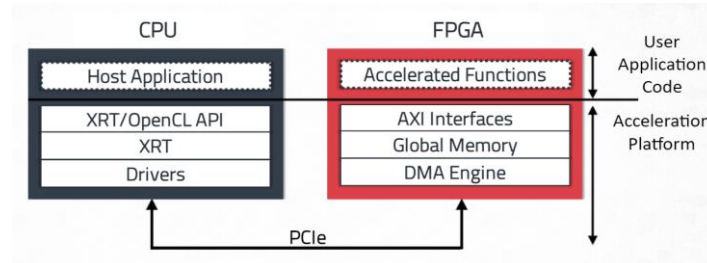 CPU
FPGA
Host Application
Accelerated Functions
User
Application
Code
XRT/OpenCL API
AXI Interfaces
Acceleration
Platform
XRT
Global Memory
Drivers
DMA Engine
PCIe